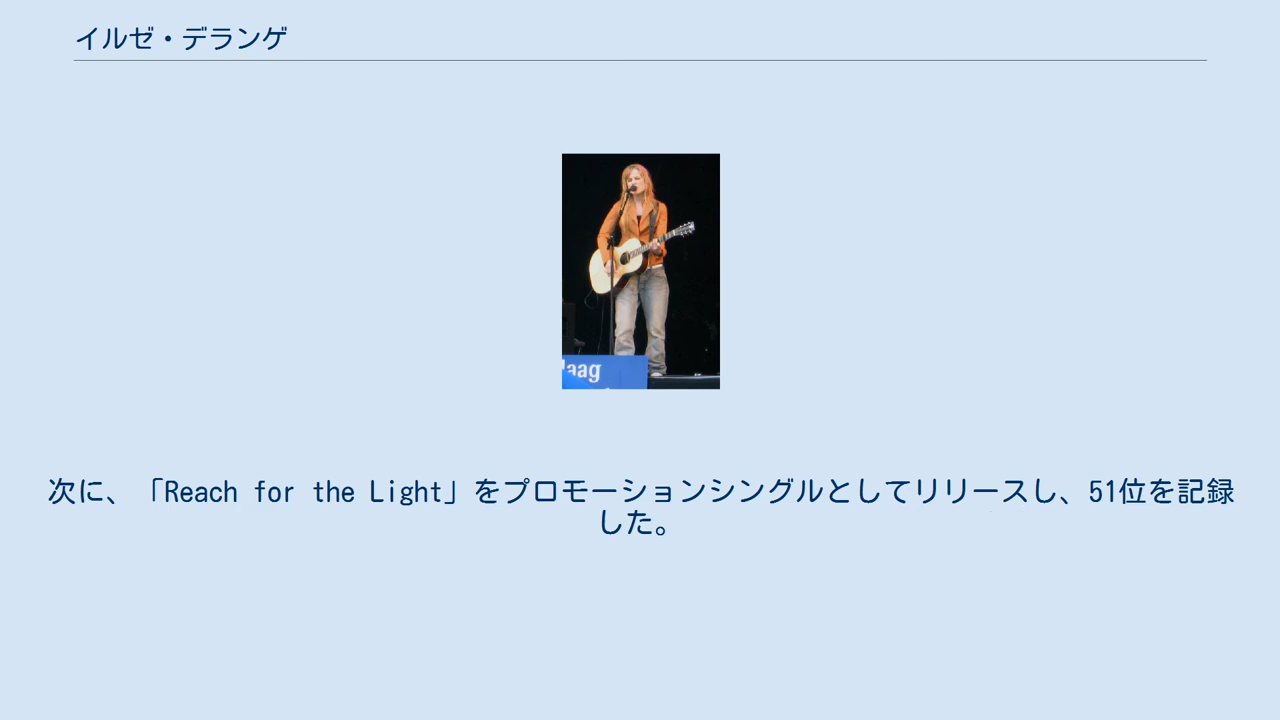 イルゼ・デランゲ
laag
次に、「Reach for the Light」をプロモーションシングルとしてリリースし、51位を記録
した。